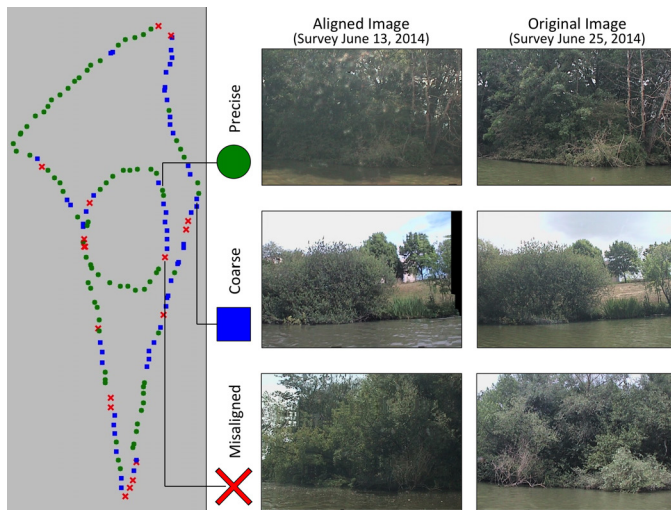 Aligned Image
(Survey June 13, 2014)
Original Image
(Survey June 25, 2014)
Precise
Coarse
Misaligned